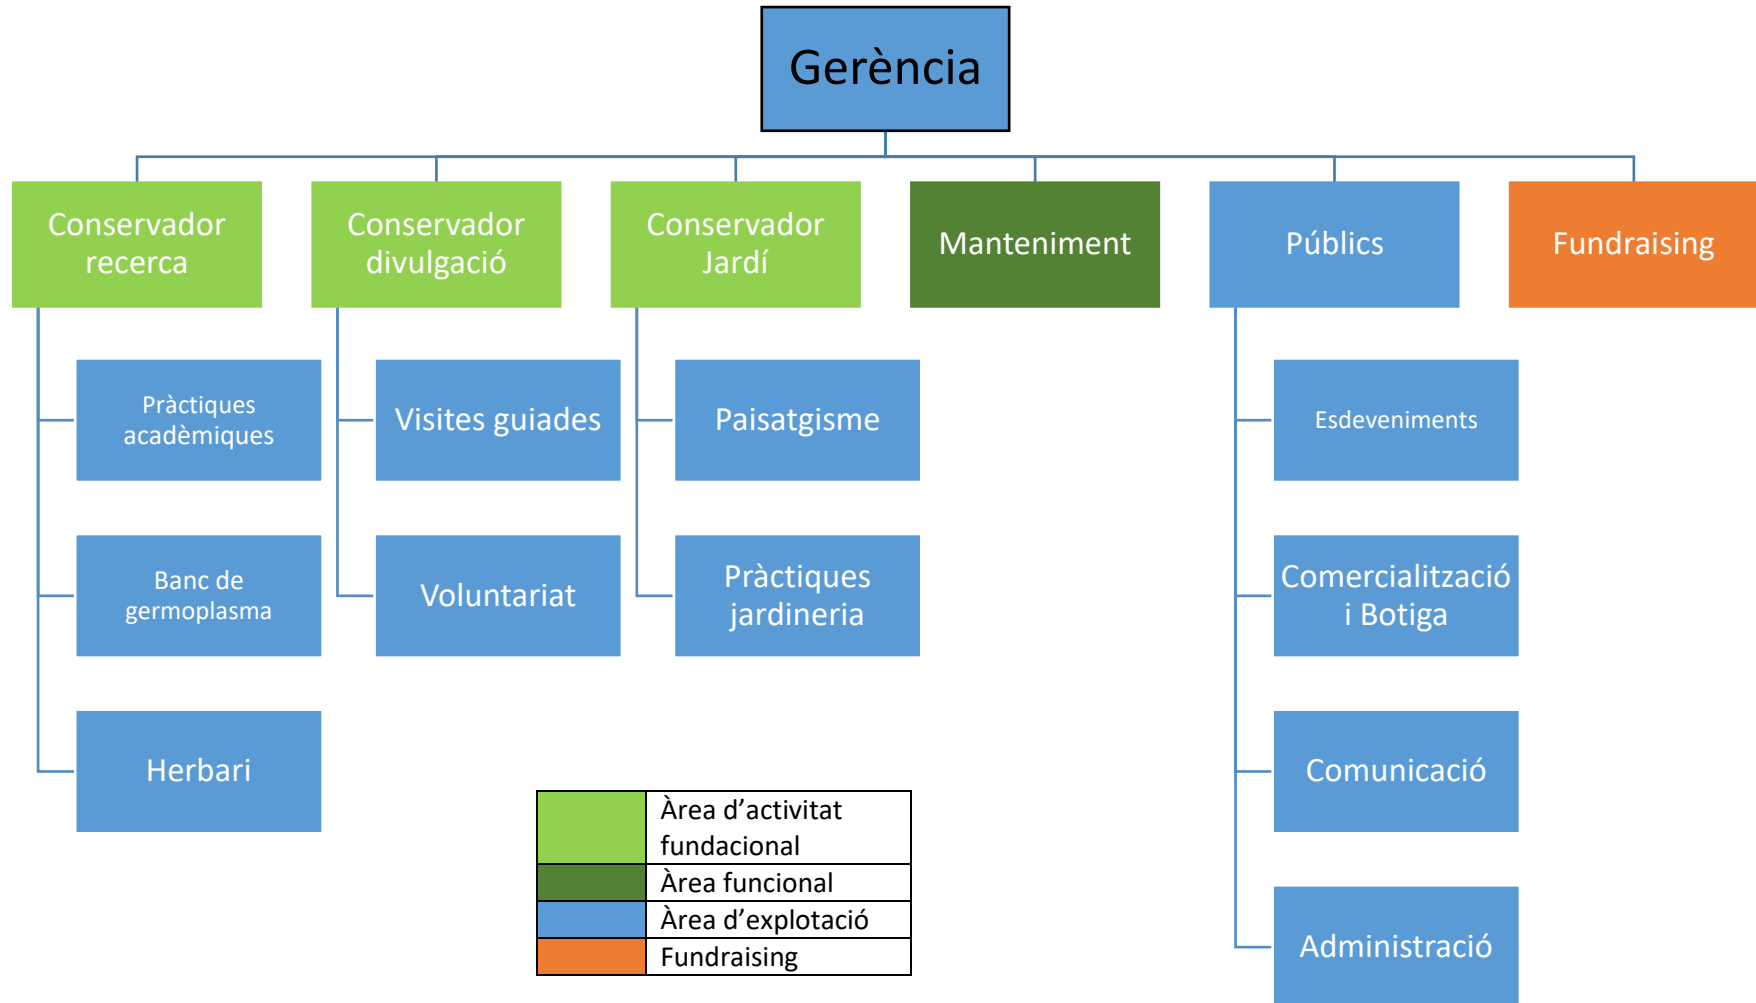 Gerència
Conservador
recerca
Conservador
divulgació
Conservador
Jardí
Manteniment
Públics
Fundraising
Pràctiques
acadèmiques
Visites guiades
Paisatgisme
Esdeveniments
Banc de
germoplasma
Voluntariat
Pràctiques
jardineria
Comercialització
i Botiga
Herbari
Comunicació
Administració
Àrea d’activitat
fundacional
Àrea funcional
Àrea d’explotació
Fundraising